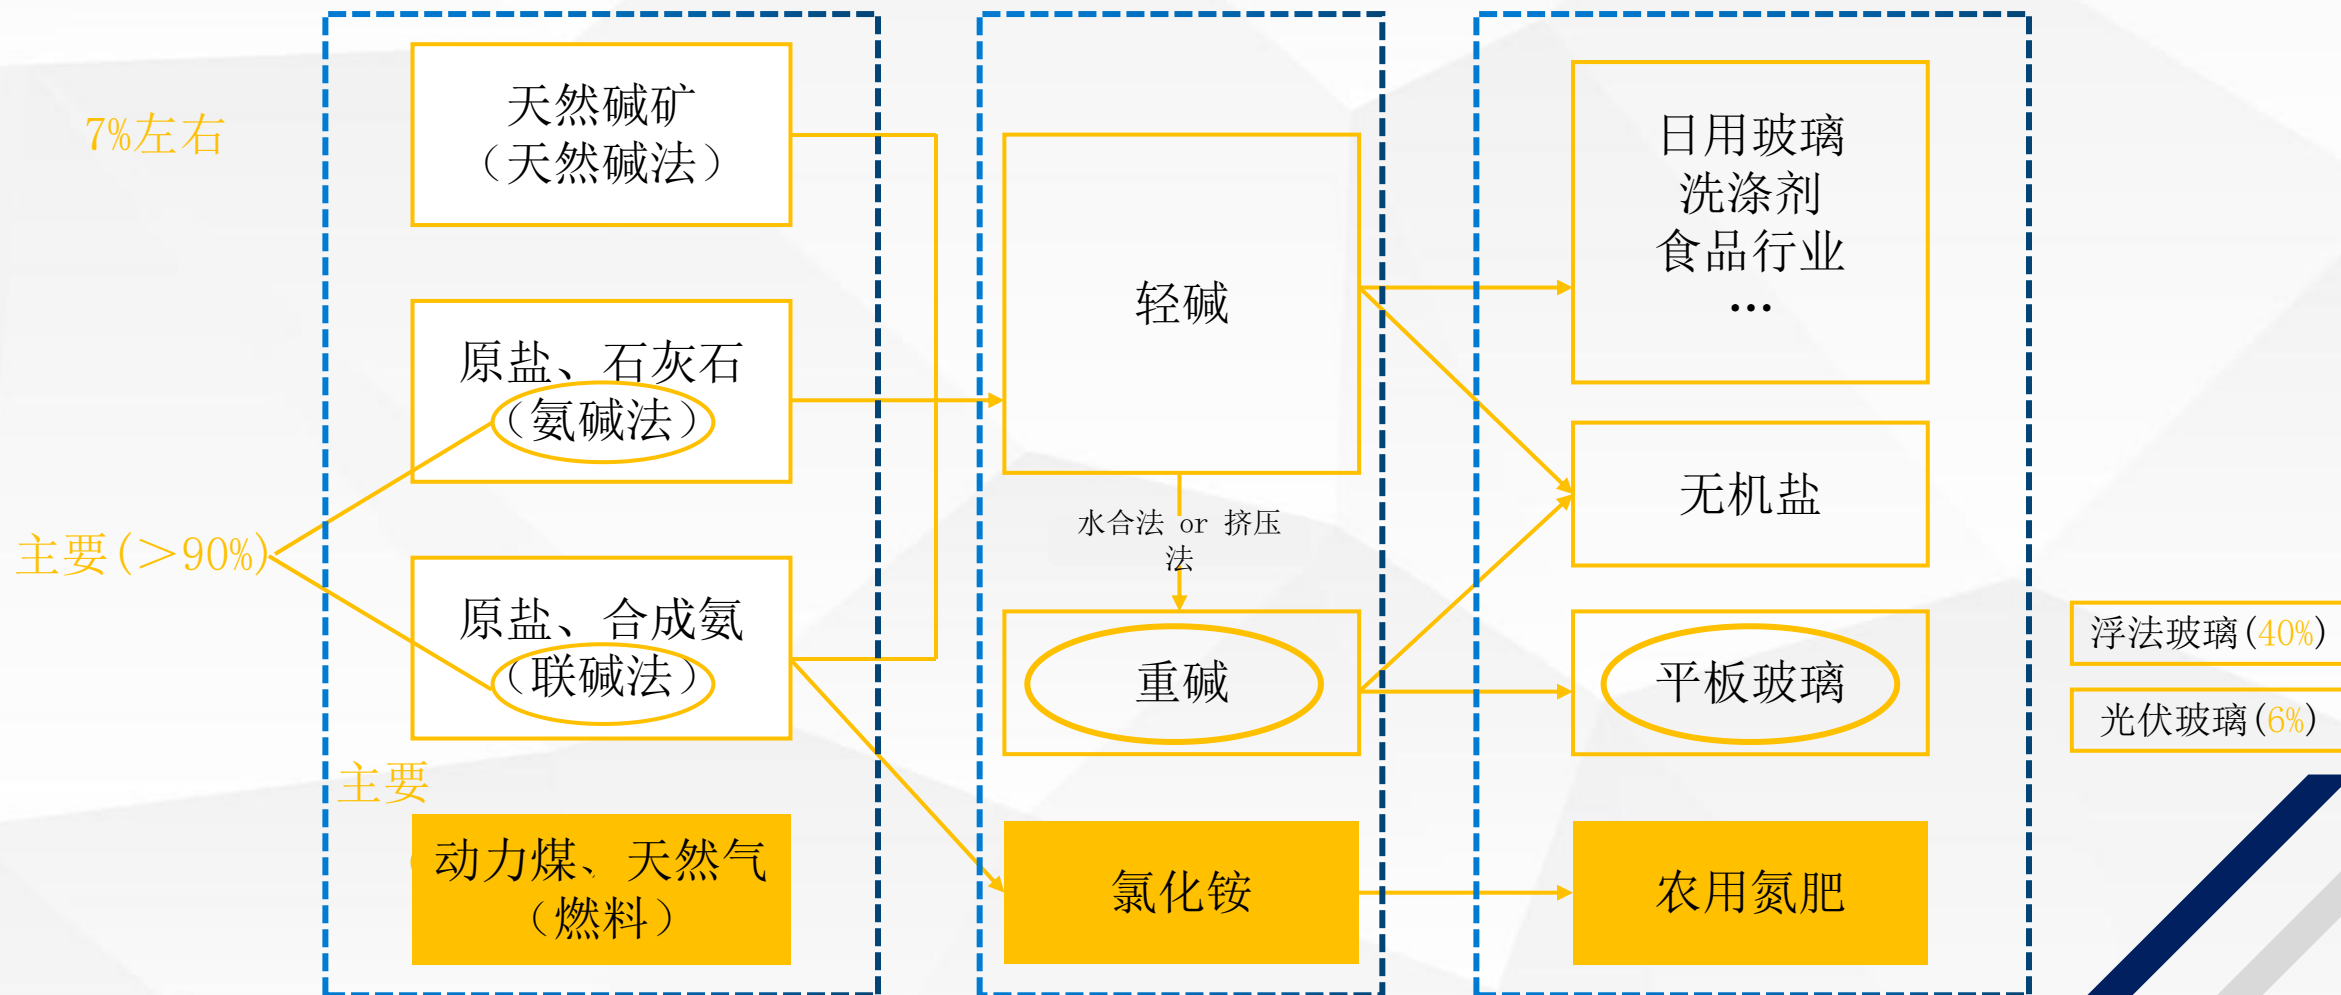 7%左右
天然碱矿
（天然碱法）
原盐、石灰石
（氨碱法）
主要(＞90%)
原盐、合成氨
（联碱法）
主要
动力煤、天然气
（燃料）
轻碱
水合法 or 挤压
法
重碱
氯化铵
日用玻璃
洗涤剂
食品行业
…
无机盐
平板玻璃
农用氮肥
浮法玻璃(40%)
光伏玻璃(6%)